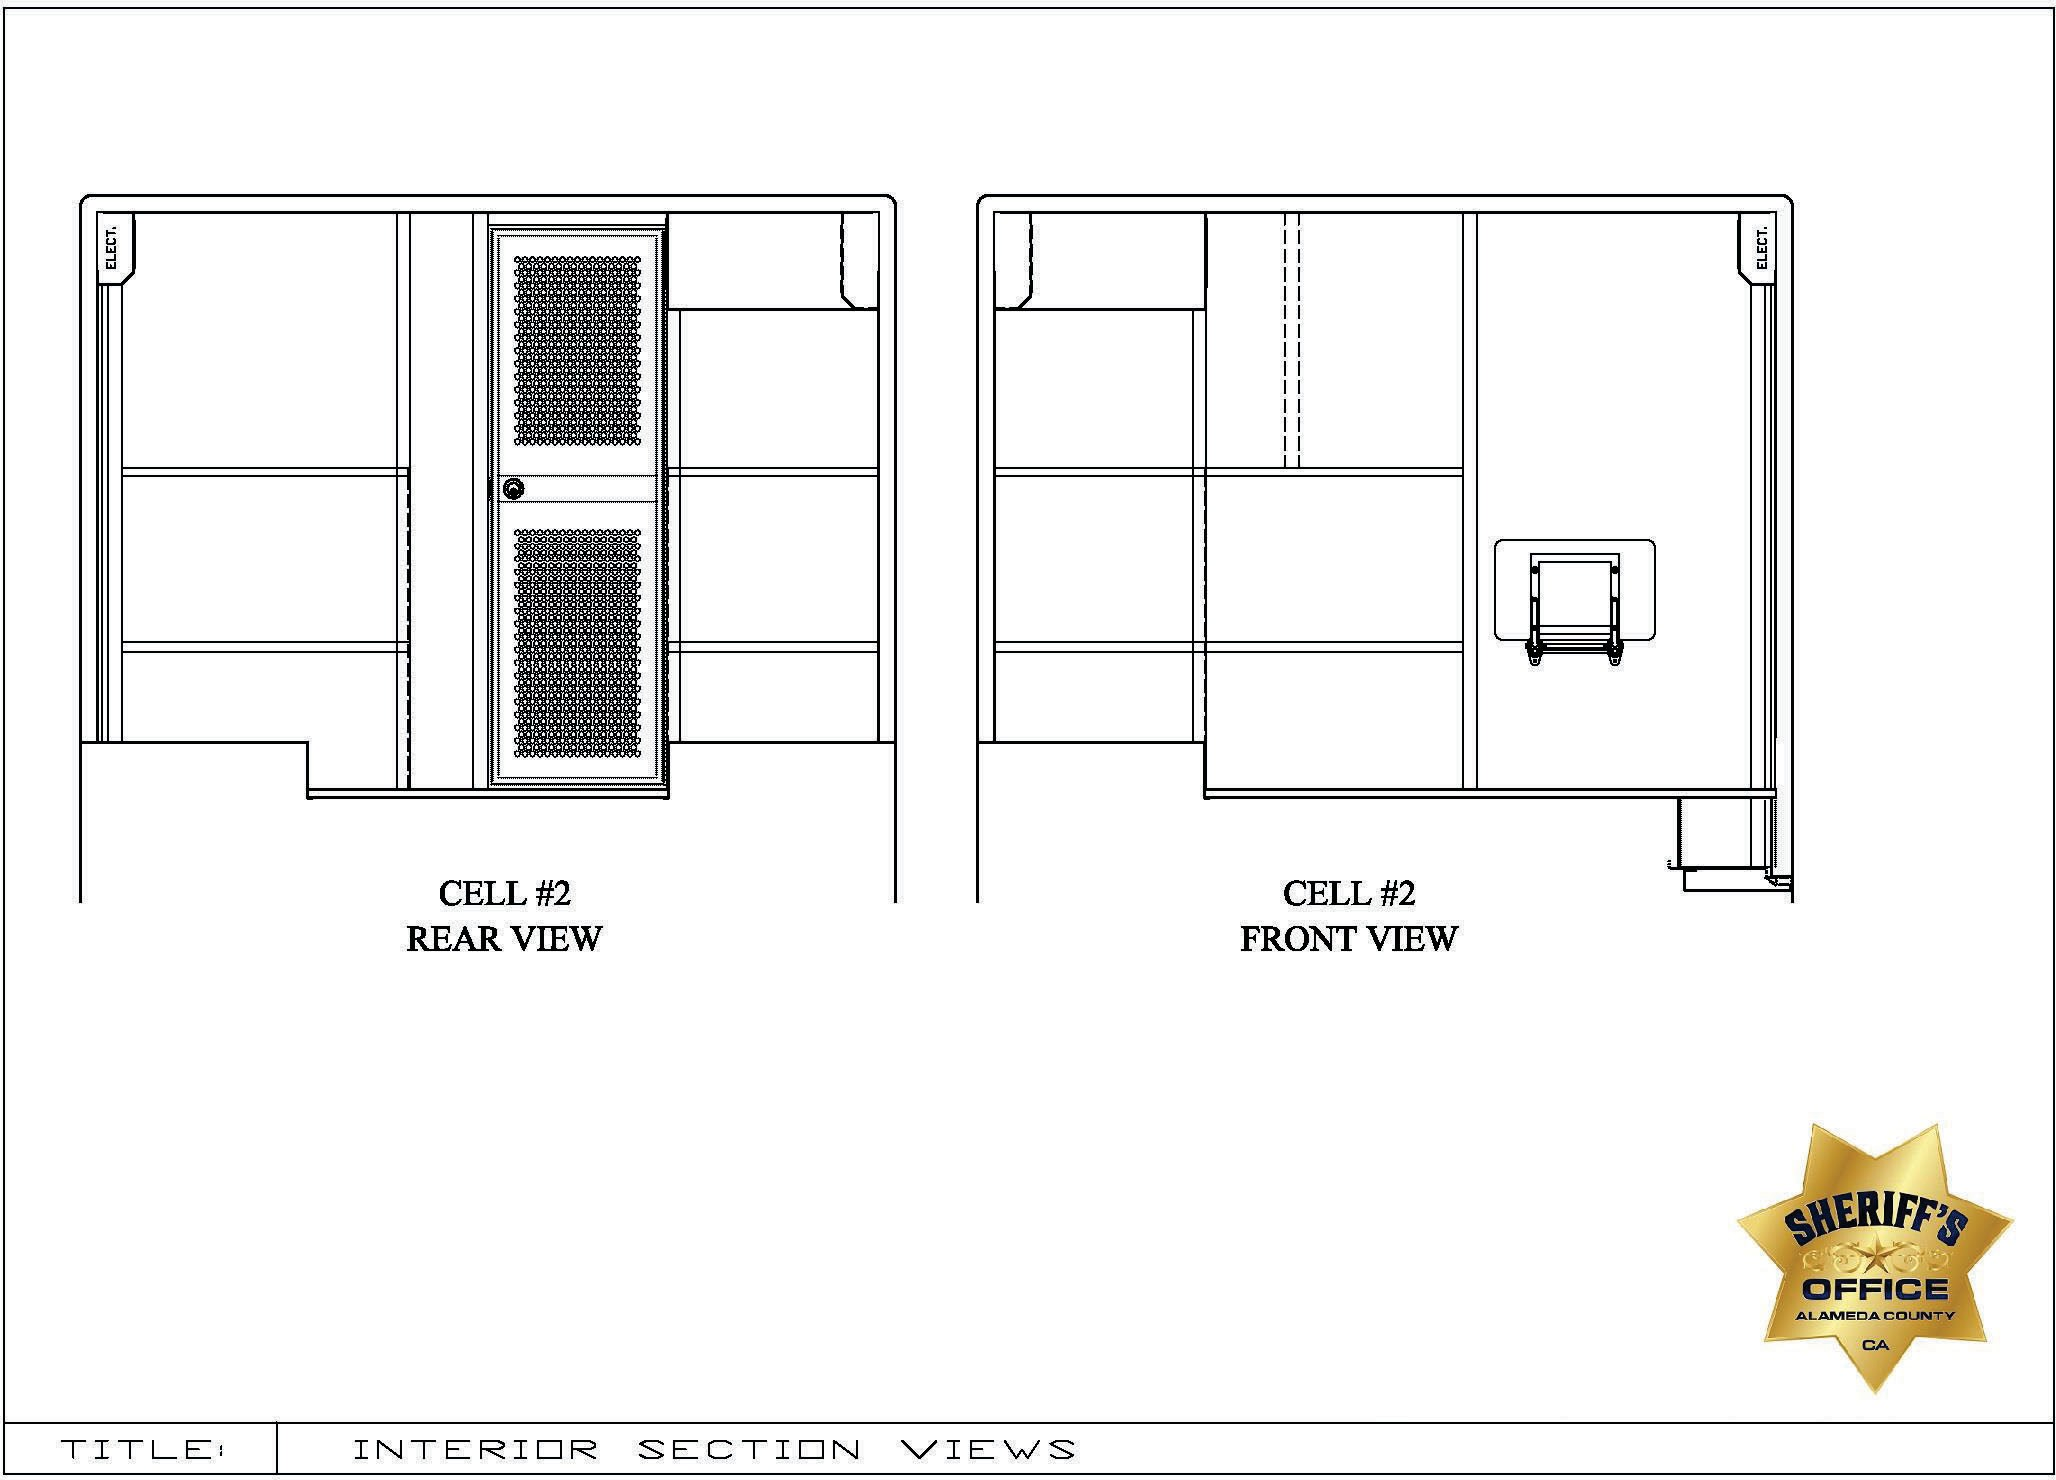 ELECT.
ELECT.
CELL #2
REAR VIEW
CELL #2
FRONT VIEW
SHERIFF'S
OFFICE
ALAMEDA COUNTY
CA
TITLE: INTERIOR SECTION VIEWS